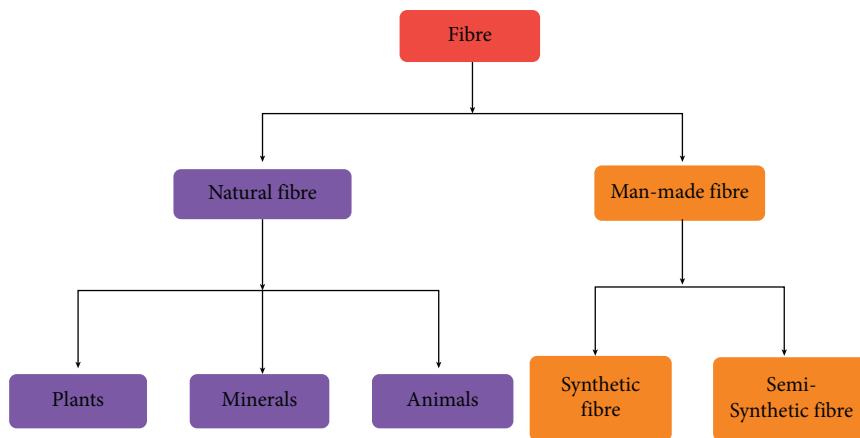 Fibre
Natural fibre
Man-made fibre
Plants
Minerals
Animals
Synthetic
fibre
Semi-
Synthetic fibre